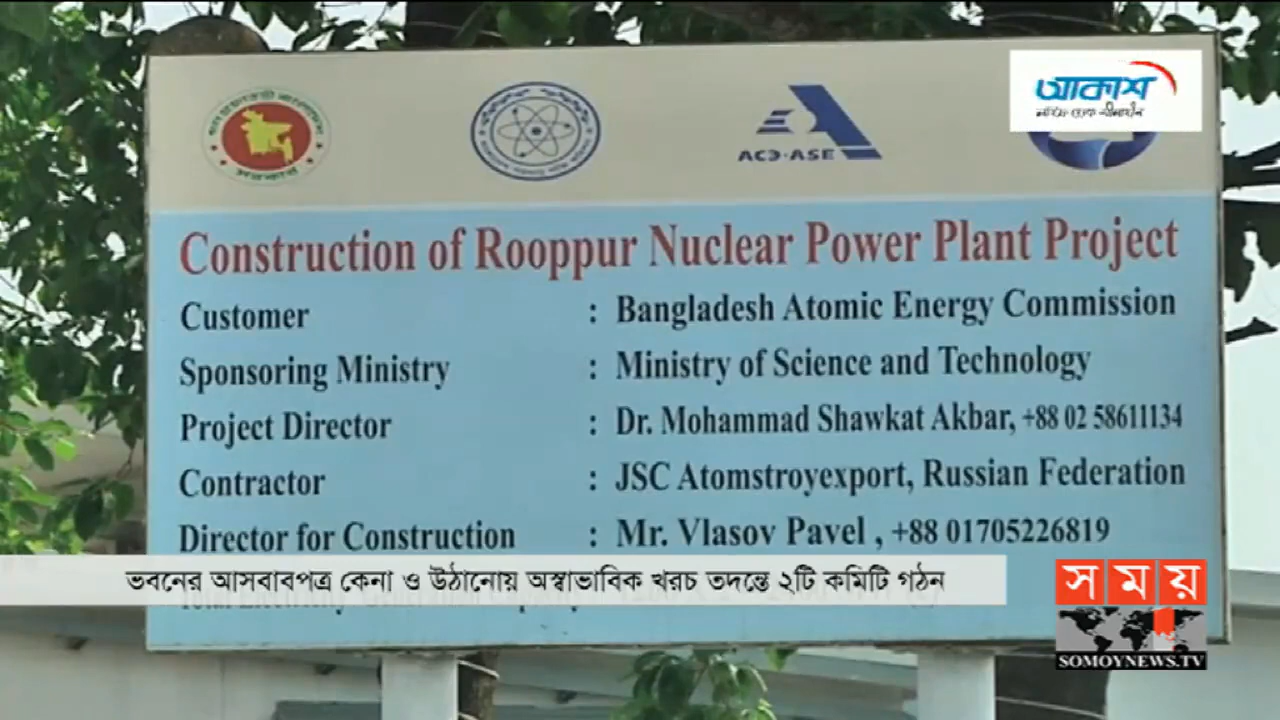 আকাশ
ACЭ-ASE
Construction of Rooppur Nuclear Power Plant Project
Customer : Bangladesh Atomic Energy Commission
Sponsoring Ministry : Ministry of Science and Technology
Project Director : Dr. Mohammad Shawkat Akbar, +88 02 58611134
Contractor : JSC Atomstroyexport, Russian Federation
Director for Construction : Mr. Vlasov Pavel , +88 01705226819
ভবনের আসবাবপত্র কেনা ও উঠানোয় অস্বাভাবিক খরচ তদন্তে ২টি কমিটি গঠন
সময়
SOMOYNEWS.TV